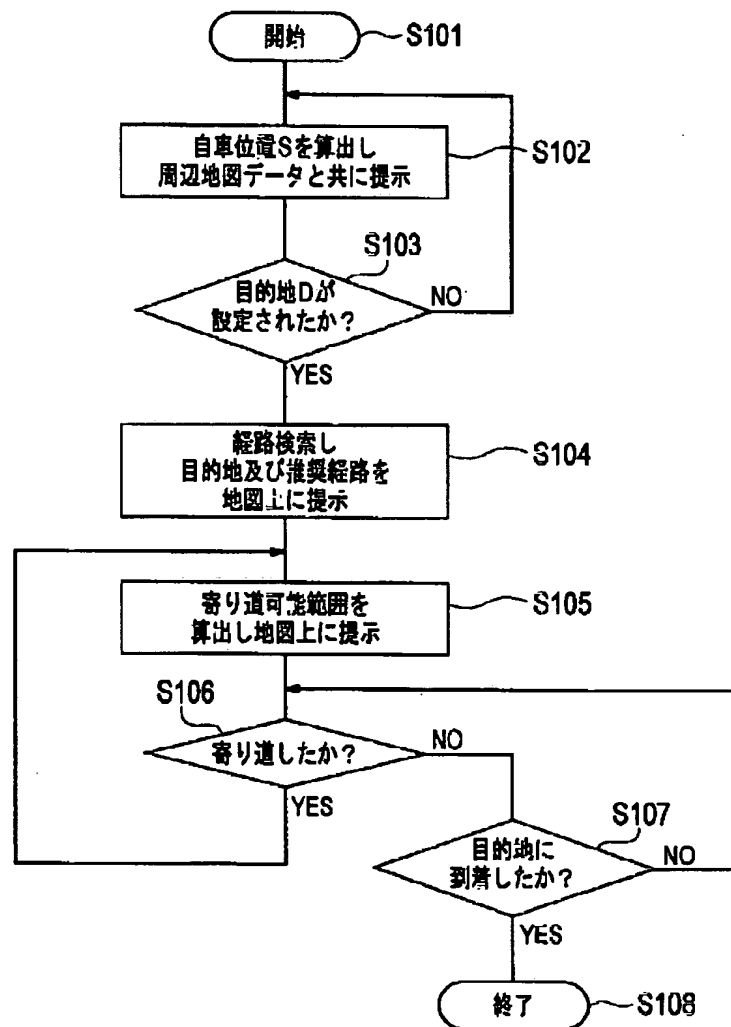 開始
S101
自車位置Sを算出し
周辺地図データと共に提示
S102
S103
目的地Dが
設定されたか？
NO
YES
経路検索し
目的地及び推奨経路を
地図上に提示
S104
寄り道可能範囲を
算出し地図上に提示
S105
S106
寄り道したか？
NO
YES
S107
目的地に
到着したか？
NO
YES
終了
S108